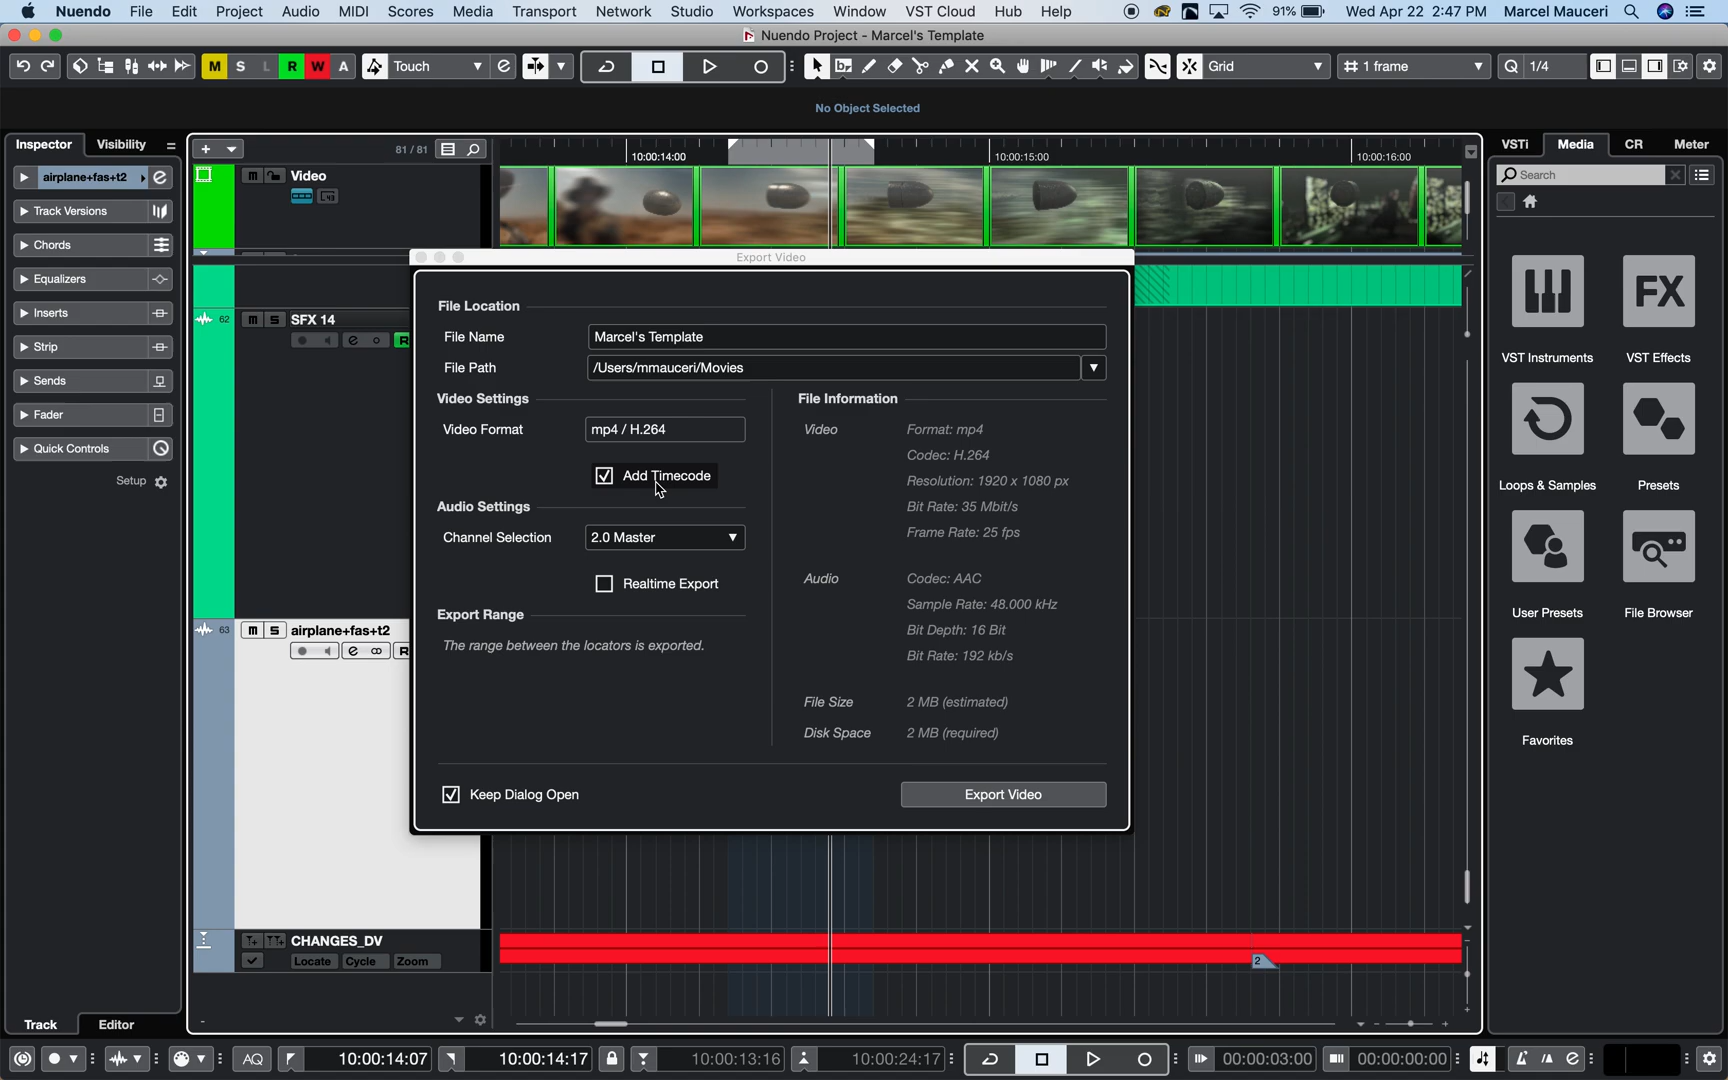 Nuendo File Edit Project Audio MIDI Scores Media Transport Network Studio Workspaces Window VST Cloud Hub Help 91% Wed Apr 22 2:47 PM Marcel Mauceri
Nuendo Project - Marcel's Template
M S L R W A Touch Grid 1 frame Q 1/4
No Object Selected
Inspector Visibility
81 / 81
10:00:14:00 10:00:15:00 10:00:16:00
VSTi Media CR Meter
airplane+fas+t2
Video
Search
Track Versions
Chords
Equalizers
Inserts
Strip
Sends
Fader
Quick Controls
Setup
62 m S SFX 14
63 m S airplane+fas+t2
CHANGES_DV
Locate Cycle Zoom
2
Export Video
File Location
File Name Marcel's Template
File Path /Users/mmauceri/Movies
Video Settings
Video Format mp4 / H.264
Add Timecode
Audio Settings
Channel Selection 2.0 Master
Realtime Export
Export Range
The range between the locators is exported.
File Information
Video Format: mp4
Codec: H.264
Resolution: 1920 x 1080 px
Bit Rate: 35 Mbit/s
Frame Rate: 25 fps
Audio Codec: AAC
Sample Rate: 48.000 kHz
Bit Depth: 16 Bit
Bit Rate: 192 kb/s
File Size 2 MB (estimated)
Disk Space 2 MB (required)
Keep Dialog Open
Export Video
FX
VST Instruments VST Effects
Loops & Samples Presets
User Presets File Browser
Favorites
Track Editor
AQ 10:00:14:07 10:00:14:17 10:00:13:16 10:00:24:17 00:00:03:00 00:00:00:00